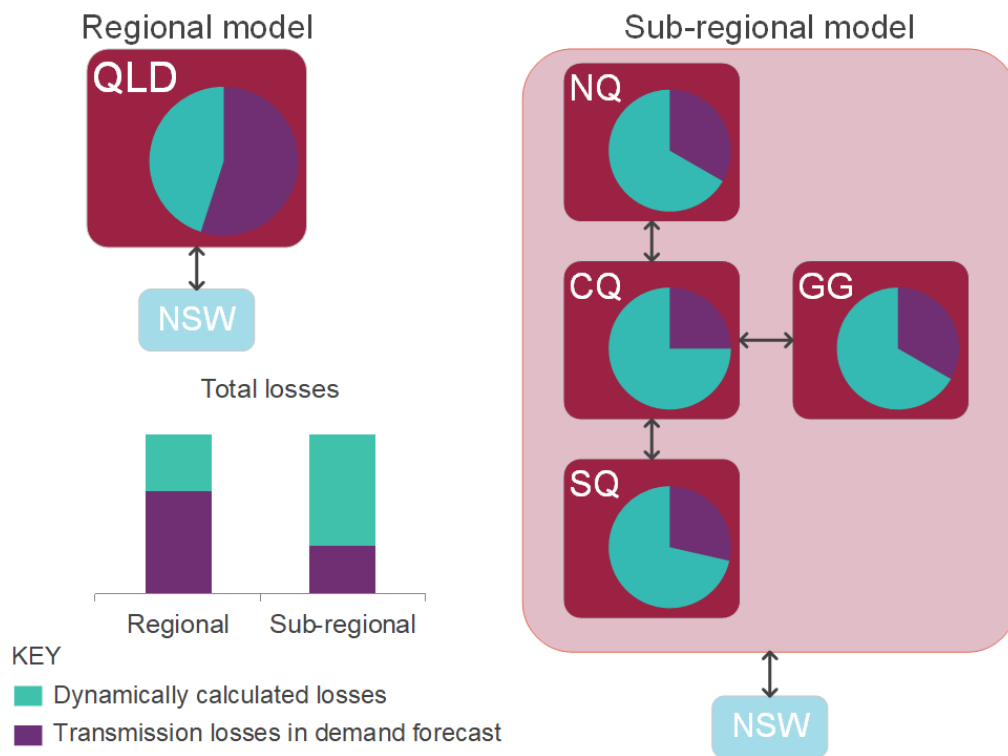 Regional model
QLD
NSW
Total losses
Regional
Sub-regional
KEY
Dynamically calculated losses
Transmission losses in demand forecast
Sub-regional model
NQ
CQ
GG
SQ
NSW